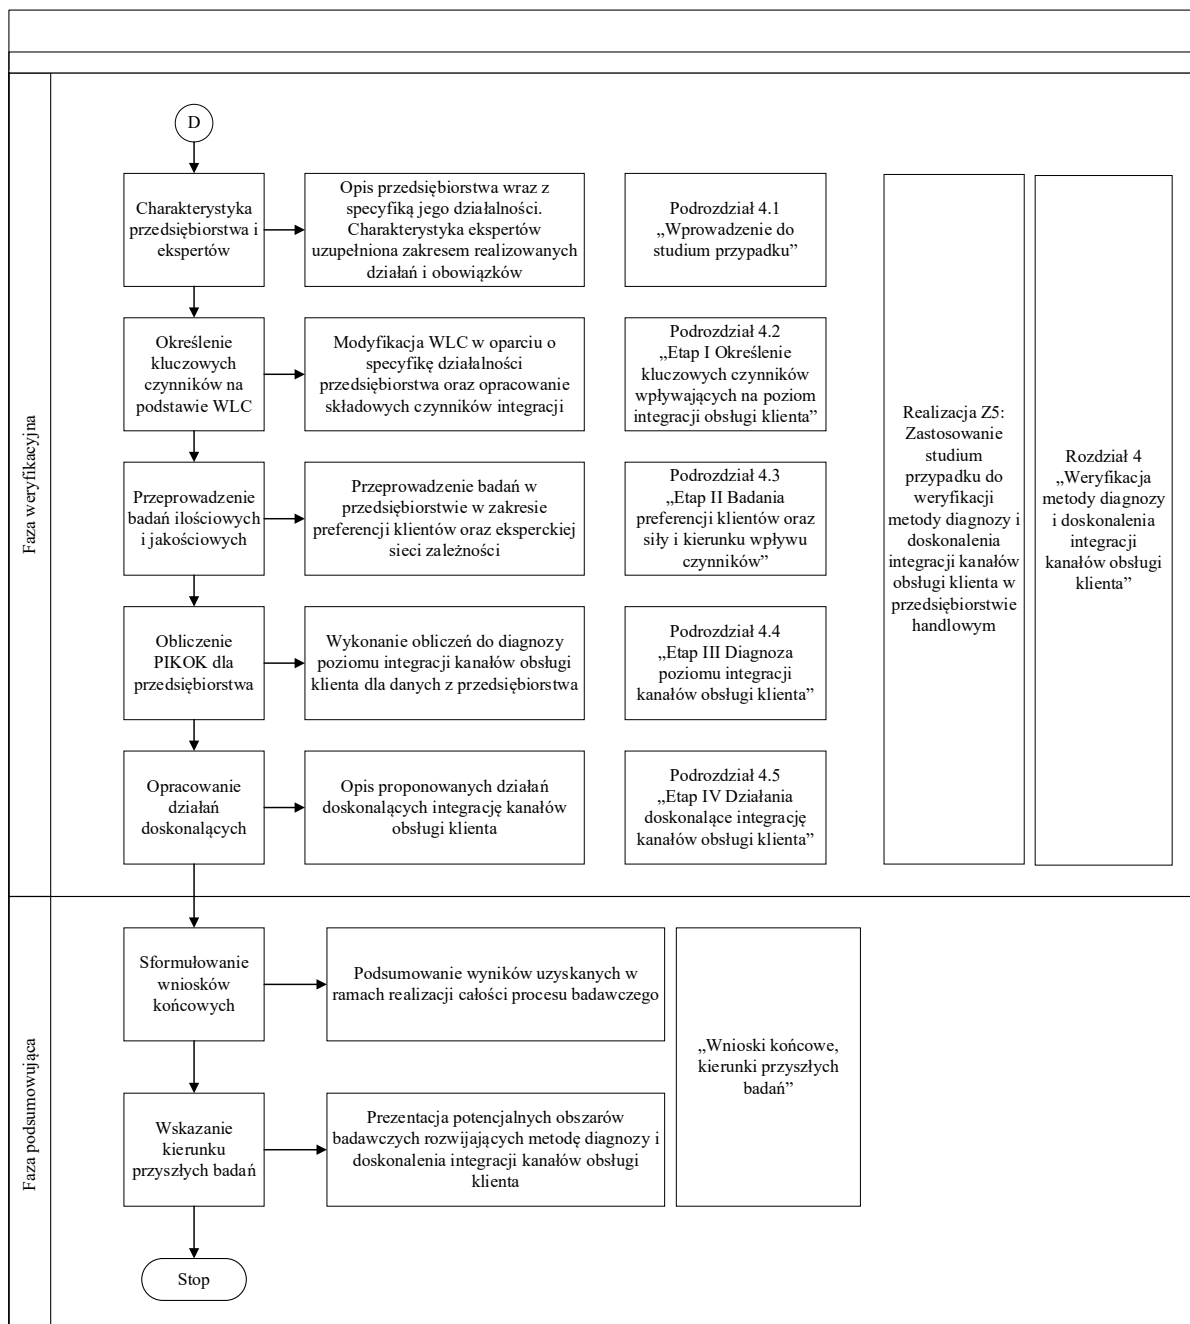 Faza weryfikacyjna
D
Charakterystyka
przedsiębiorstwa i
ekspertów
Opis przedsiębiorstwa wraz z
specyfiką jego działalności.
Charakterystyka ekspertów
uzupełniona zakresem realizowanych
działań i obowiązków
Podrozdział 4.1
„Wprowadzenie do
studium przypadku”
Określenie
kluczowych
czynników na
podstawie WLC
Modyfikacja WLC w oparciu o
specyfikę działalności
przedsiębiorstwa oraz opracowanie
składowych czynników integracji
Podrozdział 4.2
„Etap I Określenie
kluczowych czynników
wpływających na poziom
integracji obsługi klienta”
Przeprowadzenie
badań ilościowych
i jakościowych
Przeprowadzenie badań w
przedsiębiorstwie w zakresie
preferencji klientów oraz eksperckiej
sieci zależności
Podrozdział 4.3
„Etap II Badania
preferencji klientów oraz
siły i kierunku wpływu
czynników”
Obliczenie
PIKOK dla
przedsiębiorstwa
Wykonanie obliczeń do diagnozy
poziomu integracji kanałów obsługi
klienta dla danych z przedsiębiorstwa
Podrozdział 4.4
„Etap III Diagnoza
poziomu integracji
kanałów obsługi klienta”
Opracowanie
działań
doskonalących
Opis proponowanych działań
doskonalących integrację kanałów
obsługi klienta
Podrozdział 4.5
„Etap IV Działania
doskonalące integrację
kanałów obsługi klienta”
Realizacja Z5:
Zastosowanie
studium
przypadku do
weryfikacji
metody diagnozy i
doskonalenia
integracji kanałów
obsługi klienta w
przedsiębiorstwie
handlowym
Rozdział 4
„Weryfikacja
metody diagnozy
i doskonalenia
integracji
kanałów obsługi
klienta”
Faza podsumowująca
Sformułowanie
wniosków
końcowych
Podsumowanie wyników uzyskanych w
ramach realizacji całości procesu badawczego
Wskazanie
kierunku
przyszłych badań
Prezentacja potencjalnych obszarów
badawczych rozwijających metodę diagnozy i
doskonalenia integracji kanałów obsługi
klienta
„Wnioski końcowe,
kierunki przyszłych
badań”
Stop